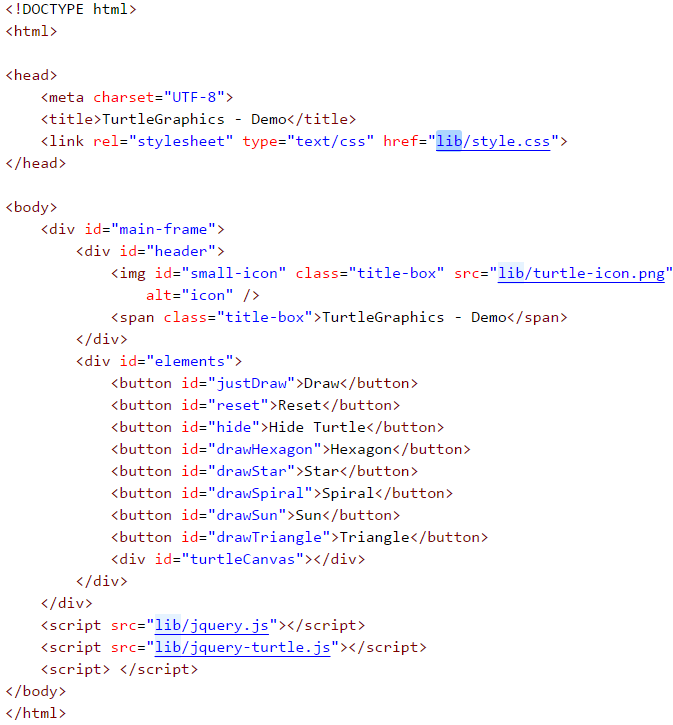 <!DOCTYPE html>
<html>

<head>
    <meta charset="UTF-8">
    <title>TurtleGraphics - Demo</title>
    <link rel="stylesheet" type="text/css" href="lib/style.css">
</head>

<body>
    <div id="main-frame">
        <div id="header">
            <img id="small-icon" class="title-box" src="lib/turtle-icon.png"
                alt="icon" />
            <span class="title-box">TurtleGraphics - Demo</span>
        </div>
        <div id="elements">
            <button id="justDraw">Draw</button>
            <button id="reset">Reset</button>
            <button id="hide">Hide Turtle</button>
            <button id="drawHexagon">Hexagon</button>
            <button id="drawStar">Star</button>
            <button id="drawSpiral">Spiral</button>
            <button id="drawSun">Sun</button>
            <button id="drawTriangle">Triangle</button>
            <div id="turtleCanvas"></div>
        </div>
    </div>
    <script src="lib/jquery.js"></script>
    <script src="lib/jquery-turtle.js"></script>
    <script> </script>
</body>
</html>